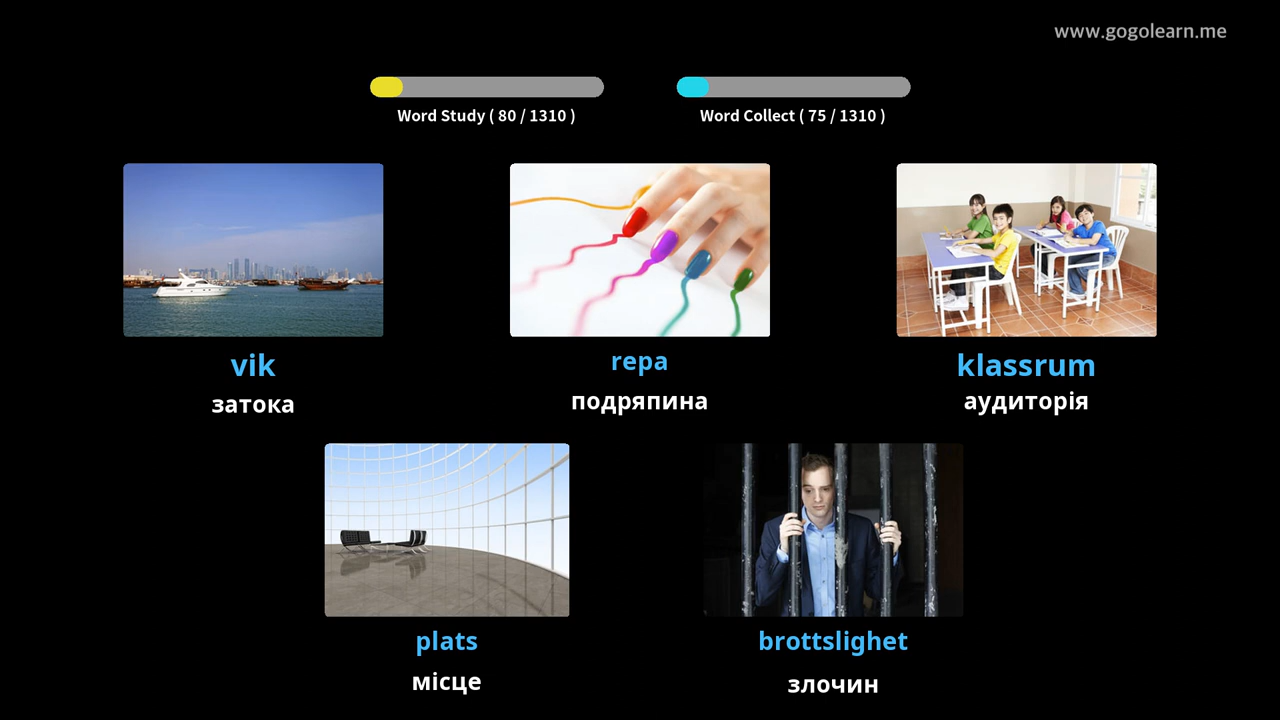 www.gogolearn.me
Word Study ( 80 / 1310 )
Word Collect ( 75 / 1310 )
vik
затока
repa
подряпина
klassrum
аудиторія
plats
місце
brottslighet
злочин